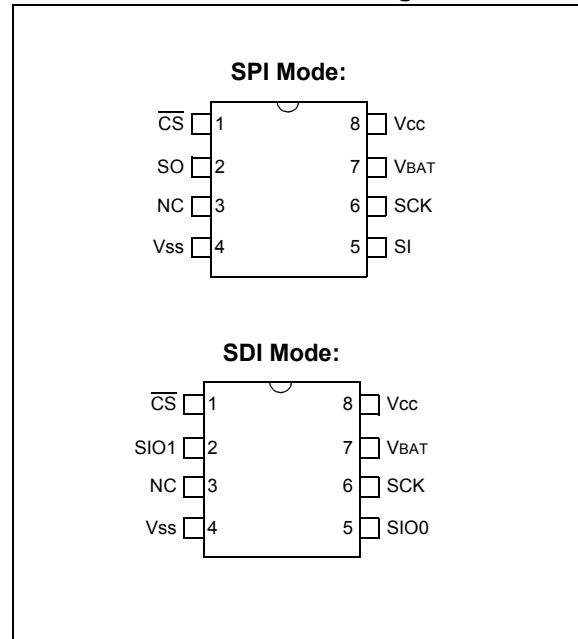 SPI Mode:
CS 1 8 Vcc
SO 2 7 VBAT
NC 3 6 SCK
Vss 4 5 SI
SDI Mode:
CS 1 8 Vcc
SIO1 2 7 VBAT
NC 3 6 SCK
Vss 4 5 SIO0